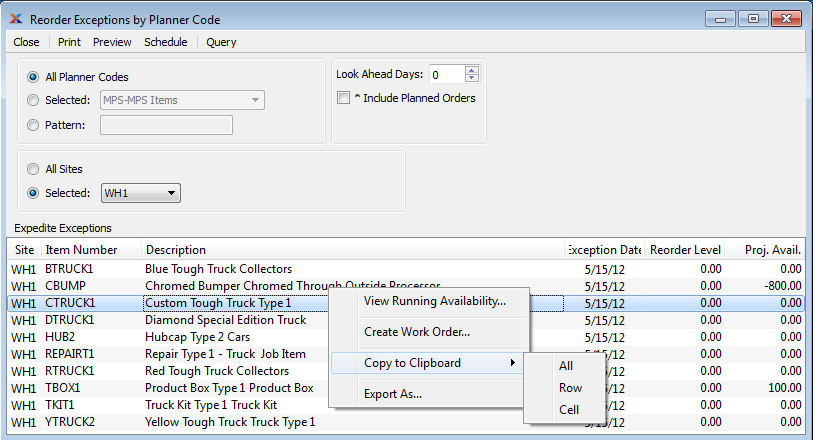 Reorder Exceptions by Planner Code
Close Print Preview Schedule Query
All Planner Codes
Selected: MPS-MPS Items
Pattern:
Look Ahead Days: 0
^ Include Planned Orders
All Sites
Selected: WH1
Expedite Exceptions
Site Item Number Description Exception Date Reorder Level Proj. Avail.
WH1 BTRUCK1 Blue Tough Truck Collectors 5/15/12 0.00 0.00
WH1 CBUMP Chromed Bumper Chromed Through Outside Processor 5/15/12 0.00 -800.00
WH1 CTRUCK1 Custom Tough Truck Type 1 5/15/12 0.00 0.00
WH1 DTRUCK1 Diamond Special Edition Truck 5/15/12 0.00 0.00
WH1 HUB2 Hubcap Type 2 Cars 5/15/12 0.00 0.00
WH1 REPAIRT1 Repair Type 1 - Truck Job Item 5/15/12 0.00 0.00
WH1 RTRUCK1 Red Tough Truck Collectors 0.00 0.00
WH1 TBOX1 Product Box Type 1 Product Box 0.00 100.00
WH1 TKIT1 Truck Kit Type 1 Truck Kit 0.00 0.00
WH1 YTRUCK2 Yellow Tough Truck Truck Type 1 5/15/12 0.00 0.00
View Running Availability...
Create Work Order...
Copy to Clipboard
Export As...
All
Row
Cell